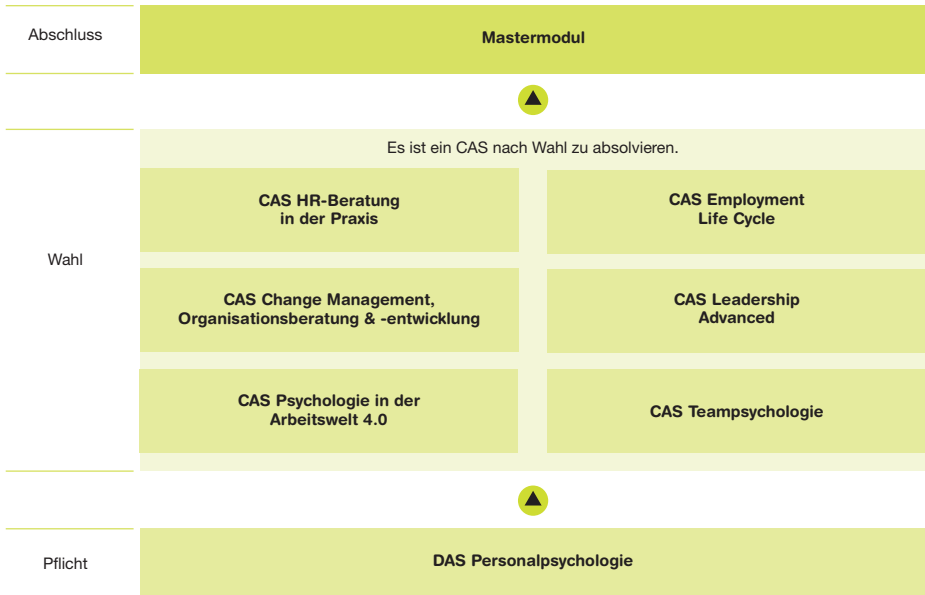 Abschluss
Mastermodul
Es ist ein CAS nach Wahl zu absolvieren.
CAS HR-Beratung
in der Praxis
CAS Employment
Life Cycle
Wahl
CAS Change Management,
Organisationsberatung & -entwicklung
CAS Leadership
Advanced
CAS Psychologie in der
Arbeitswelt 4.0
CAS Teampsychologie
Pflicht
DAS Personalpsychologie